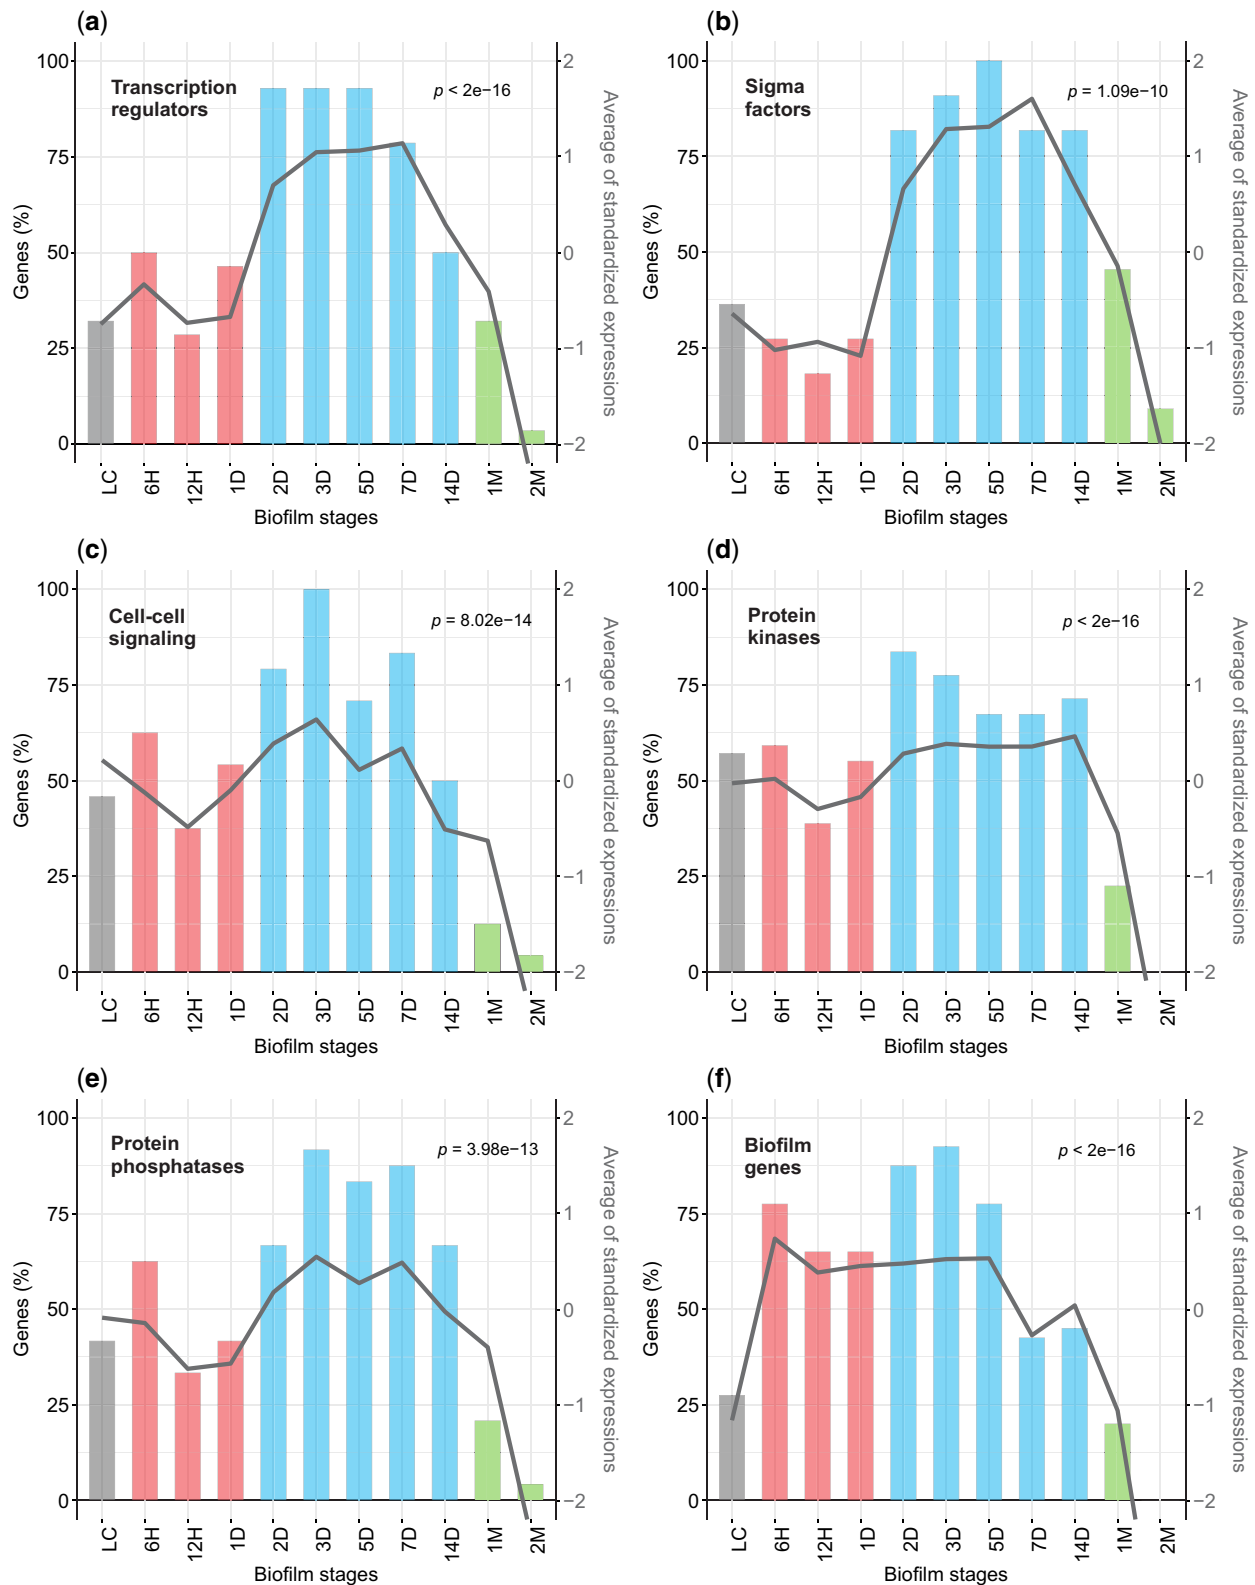 (a)
Transcription
regulators
p < 2e−16
100
75
50
25
0
Genes (%)
2
1
0
−1
−2
Average of standardized expressions
LC
6H
12H
1D
2D
3D
5D
7D
14D
1M
2M
Biofilm stages
(b)
Sigma
factors
p = 1.09e−10
100
75
50
25
0
Genes (%)
2
1
0
−1
−2
Average of standardized expressions
LC
6H
12H
1D
2D
3D
5D
7D
14D
1M
2M
Biofilm stages
(c)
Cell-cell
signaling
p = 8.02e−14
100
75
50
25
0
Genes (%)
2
1
0
−1
−2
Average of standardized expressions
LC
6H
12H
1D
2D
3D
5D
7D
14D
1M
2M
Biofilm stages
(d)
Protein
kinases
p < 2e−16
100
75
50
25
0
Genes (%)
2
1
0
−1
−2
Average of standardized expressions
LC
6H
12H
1D
2D
3D
5D
7D
14D
1M
2M
Biofilm stages
(e)
Protein
phosphatases
p = 3.98e−13
100
75
50
25
0
Genes (%)
2
1
0
−1
−2
Average of standardized expressions
LC
6H
12H
1D
2D
3D
5D
7D
14D
1M
2M
Biofilm stages
(f)
Biofilm
genes
p < 2e−16
100
75
50
25
0
Genes (%)
2
1
0
−1
−2
Average of standardized expressions
LC
6H
12H
1D
2D
3D
5D
7D
14D
1M
2M
Biofilm stages